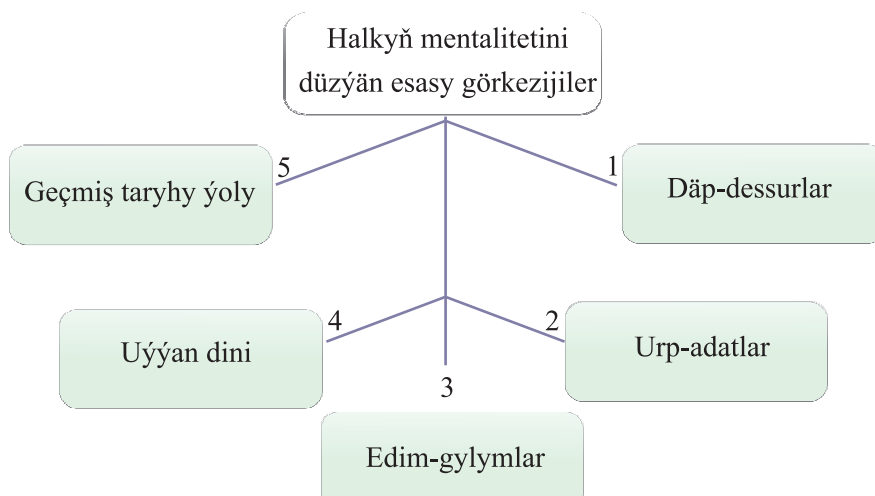 Halkyň mentalitetini
düzýän esasy görkezijiler
5
Geçmiş taryhy ýoly
1
Däp-dessurlar
4
Uýýan dini
2
Urp-adatlar
3
Edim-gylymlar